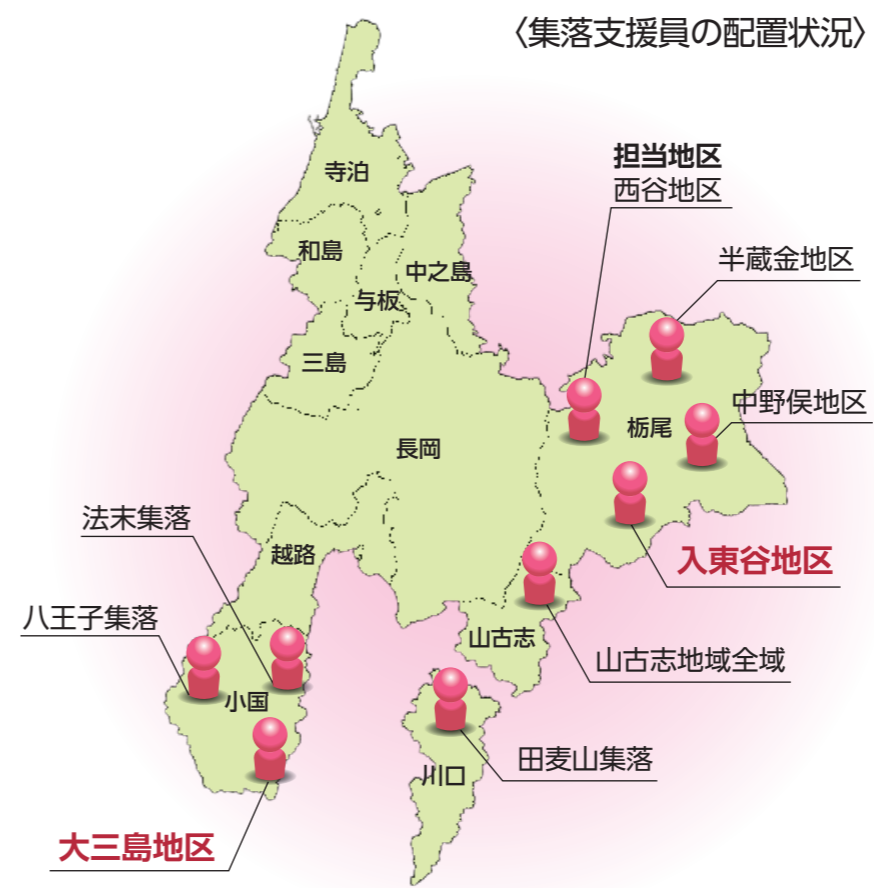 〈集落支援員の配置状況〉
担当地区
西谷地区
寺泊
半蔵金地区
和島
中之島
与板
三島
中野俣地区
栃尾
長岡
法末集落
越路
入東谷地区
八王子集落
山古志
山古志地域全域
小国
田麦山集落
川口
大三島地区